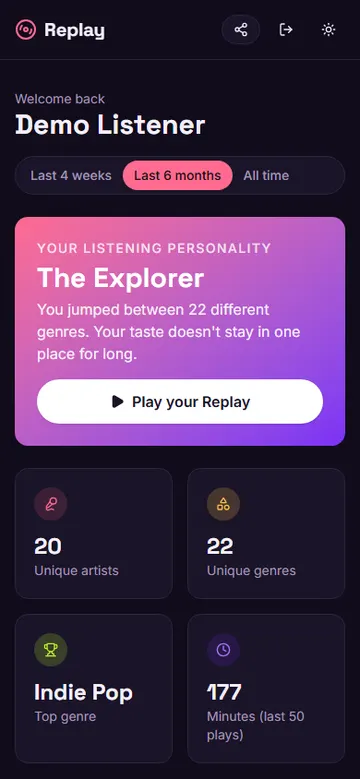 Replay
Welcome back
Demo Listener
Last 4 weeks
Last 6 months
All time
YOUR LISTENING PERSONALITY
The Explorer
You jumped between 22 different
genres. Your taste doesn't stay in one
place for long.
Play your Replay
20
Unique artists
22
Unique genres
Indie Pop
Top genre
177
Minutes (last 50
plays)